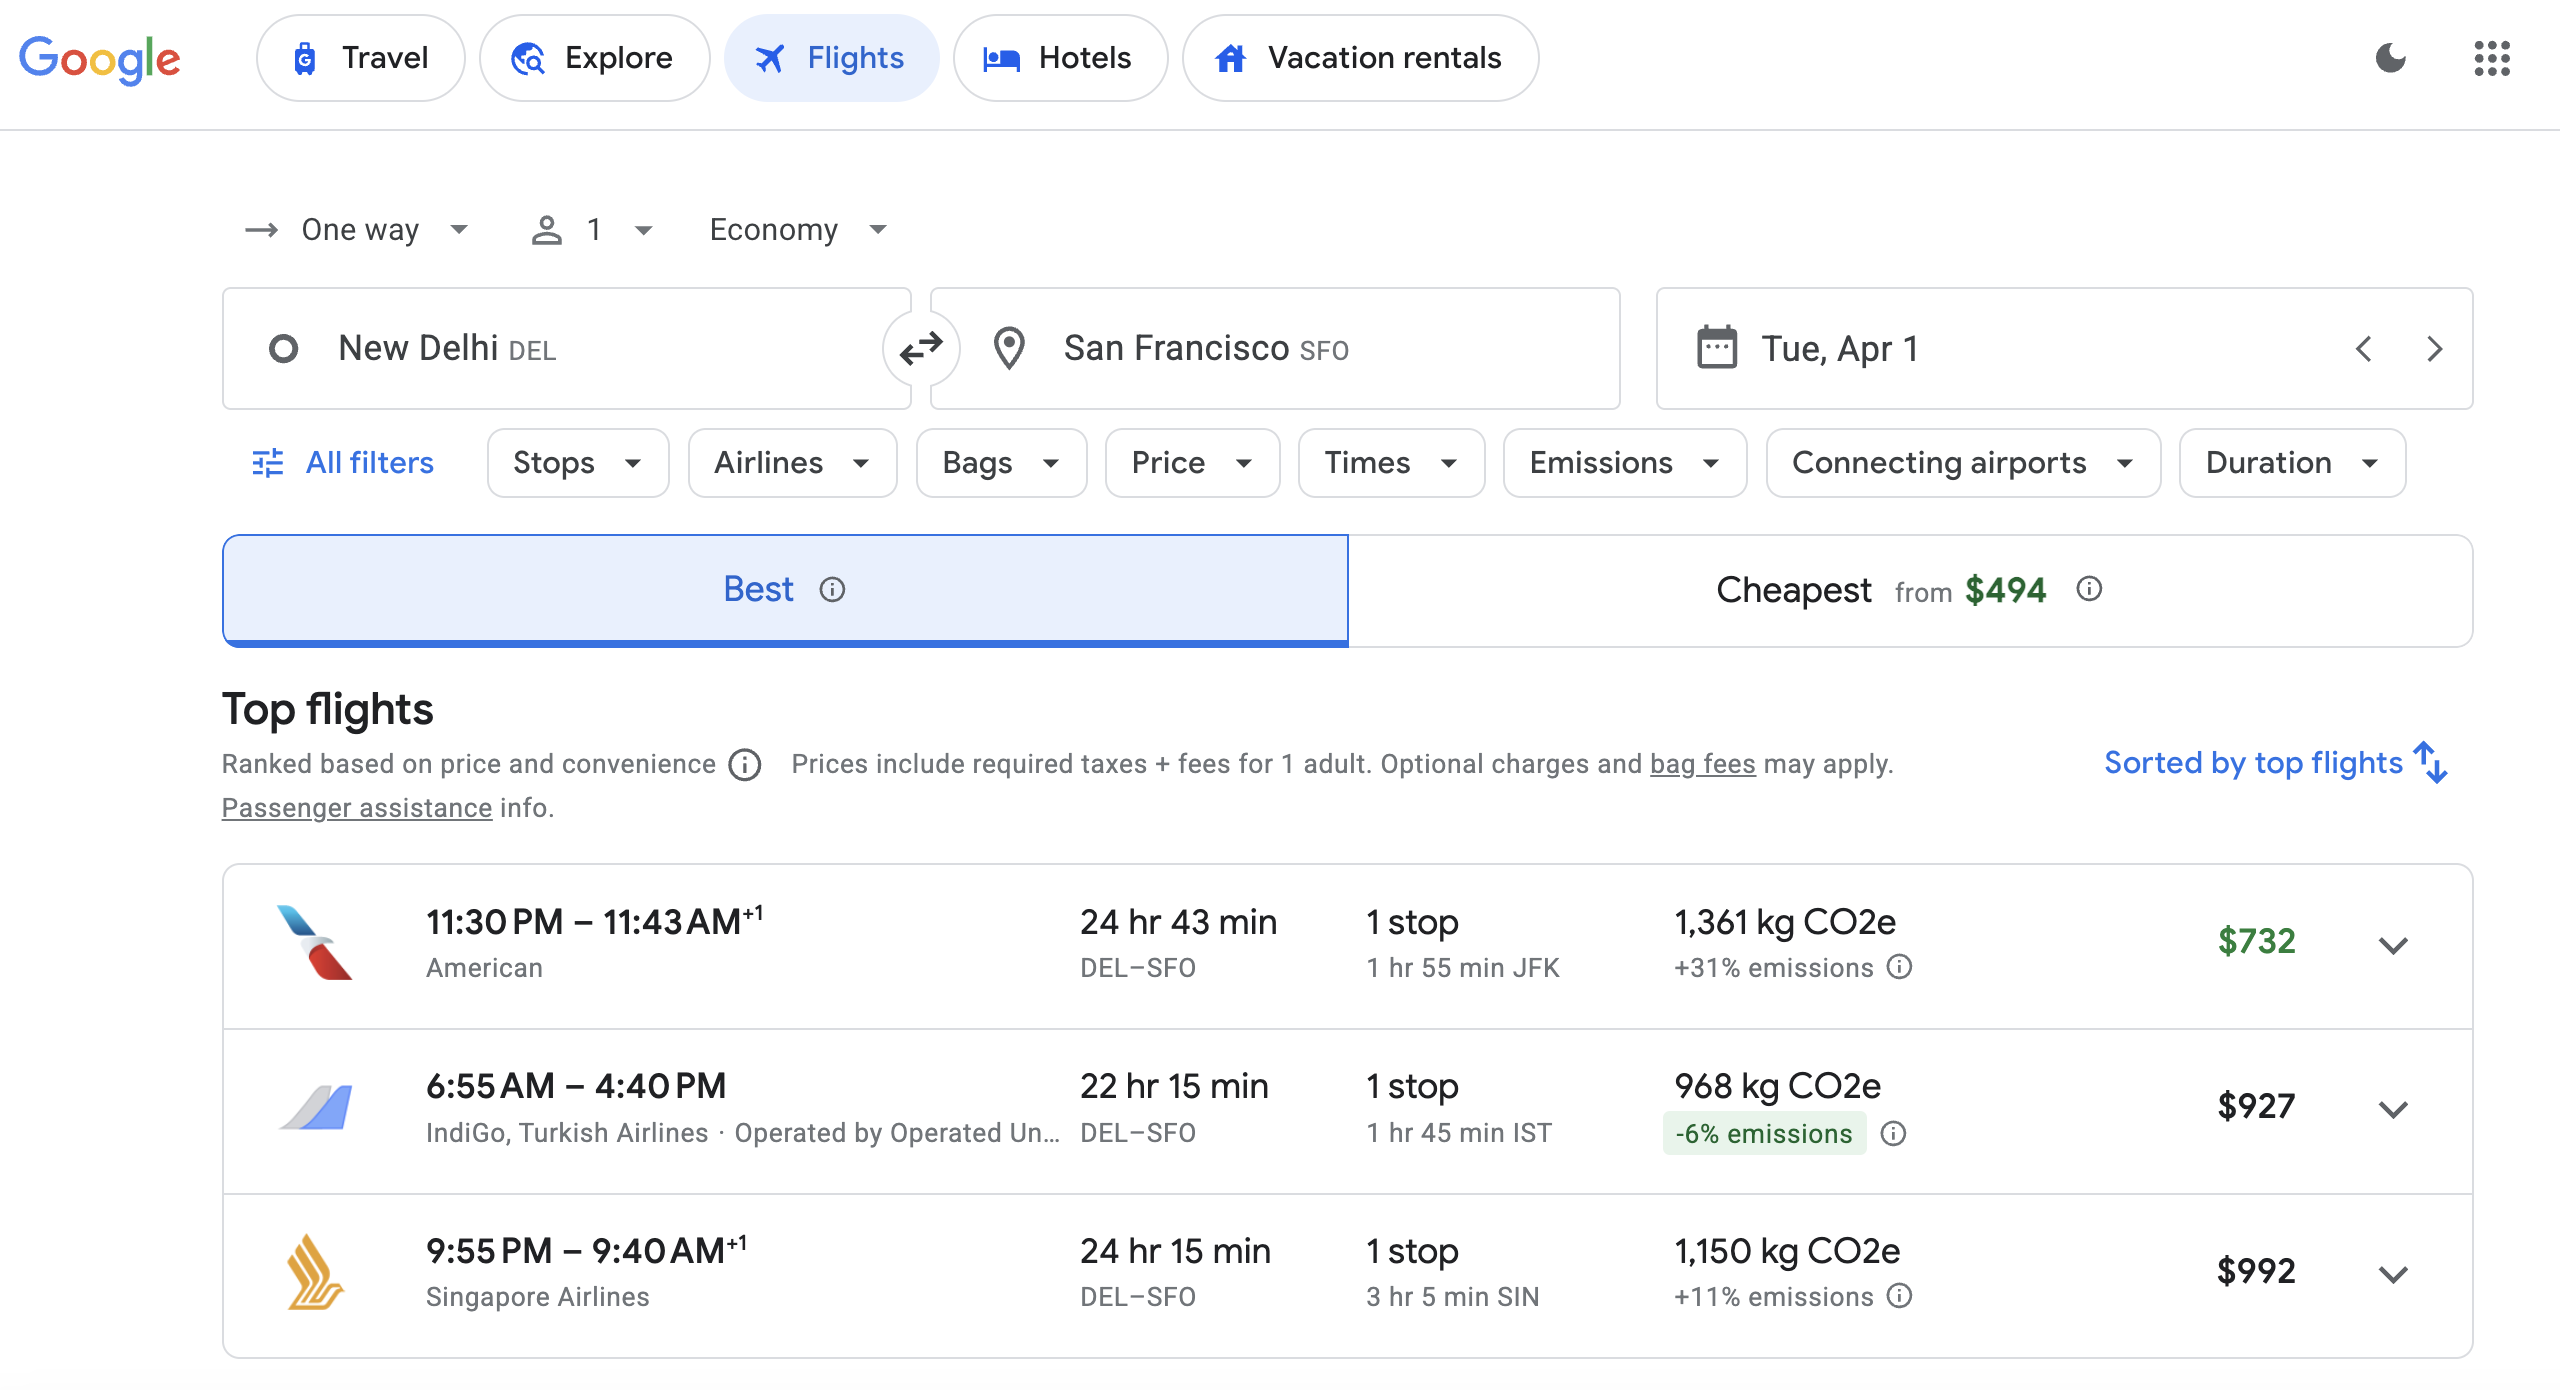 Google Travel Explore Flights Hotels Vacation rentals
One way 1 Economy
New Delhi DEL San Francisco SFO Tue, Apr 1
All filters Stops Airlines Bags Price Times Emissions Connecting airports Duration
Best Cheapest from $494
Top flights
Ranked based on price and convenience Prices include required taxes + fees for 1 adult. Optional charges and bag fees may apply.
Passenger assistance info.
Sorted by top flights
11:30 PM – 11:43 AM+1 24 hr 43 min 1 stop 1,361 kg CO2e $732
American DEL–SFO 1 hr 55 min JFK +31% emissions
6:55 AM – 4:40 PM 22 hr 15 min 1 stop 968 kg CO2e $927
IndiGo, Turkish Airlines · Operated by Operated Un... DEL–SFO 1 hr 45 min IST -6% emissions
9:55 PM – 9:40 AM+1 24 hr 15 min 1 stop 1,150 kg CO2e $992
Singapore Airlines DEL–SFO 3 hr 5 min SIN +11% emissions